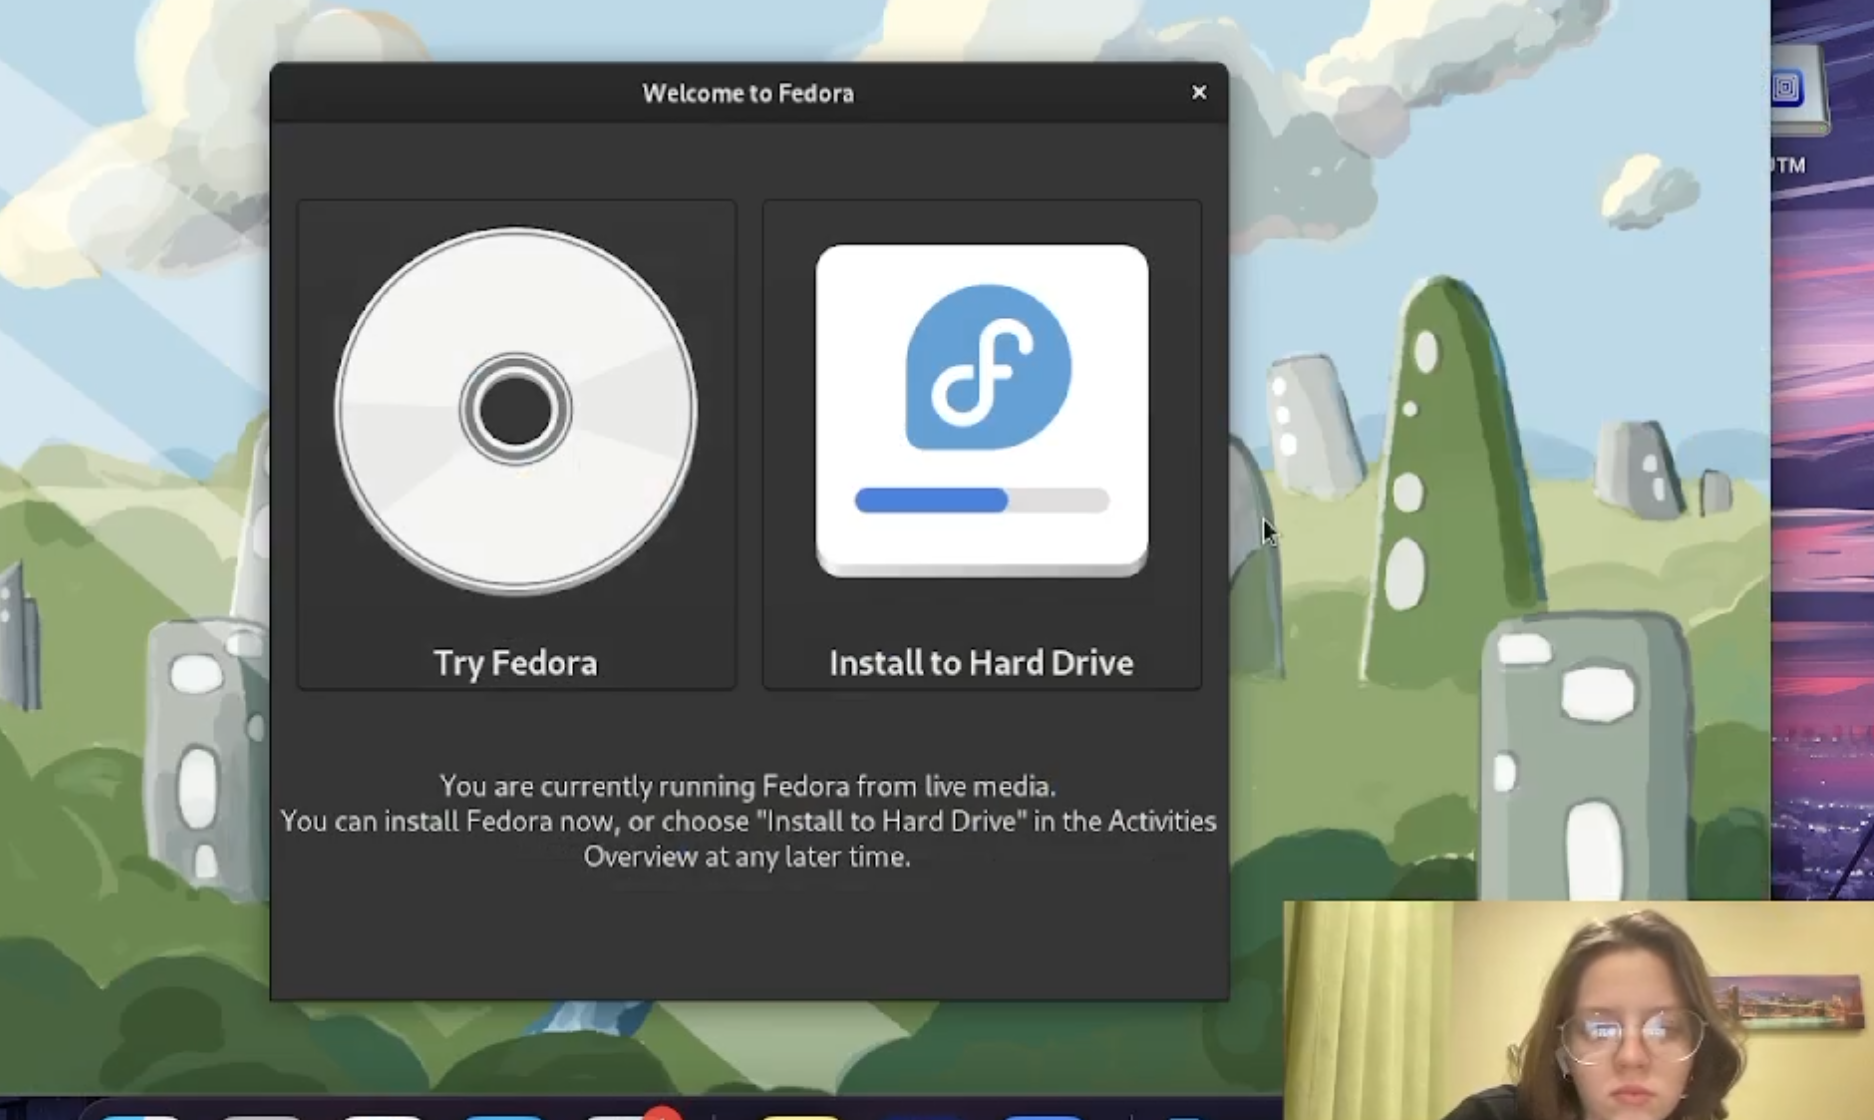 Welcome to Fedora
UTM
Try Fedora
Install to Hard Drive
You are currently running Fedora from live media.
You can install Fedora now, or choose "Install to Hard Drive" in the Activities
Overview at any later time.